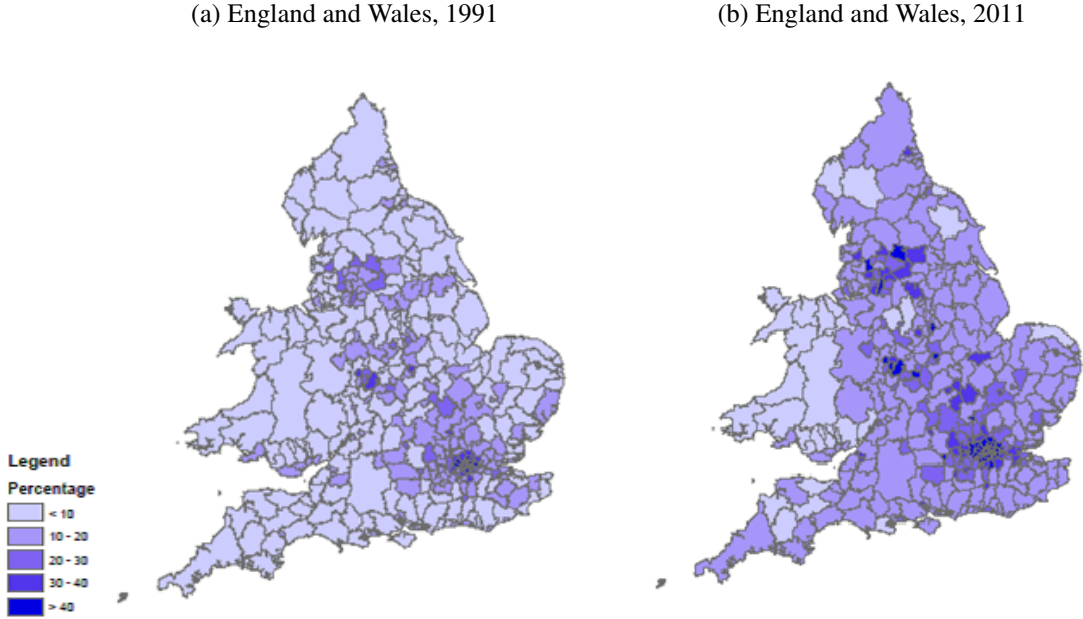 (a) England and Wales, 1991
(b) England and Wales, 2011
Legend
Percentage
< 10
10 - 20
20 - 30
30 - 40
> 40